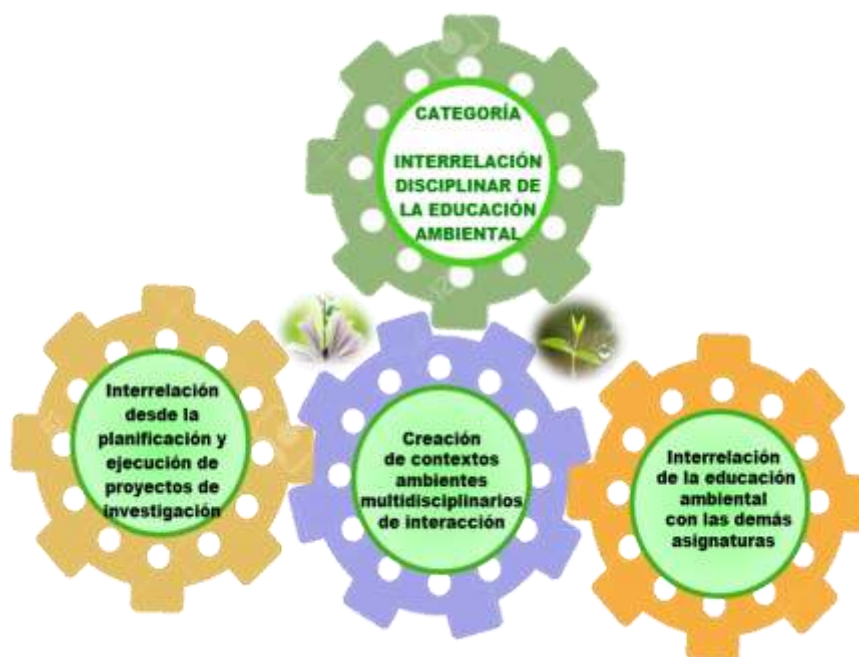 CATEGORÍA
INTERRELACIÓN
DISCIPLINAR DE
LA EDUCACIÓN
AMBIENTAL
Interrelación
desde la
planificación y
ejecución de
proyectos de
investigación
Creación
de contextos
ambientes
multidisciplinarios
de interacción
Interrelación
de la educación
ambiental
con las demás
asignaturas